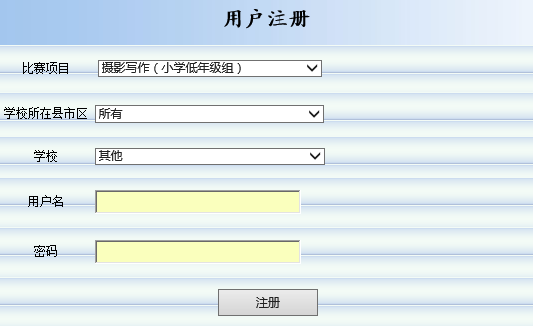 用户注册
比赛项目 摄影写作（小学低年级组）
学校所在县市区 所有
学校 其他
用户名
密码
注册